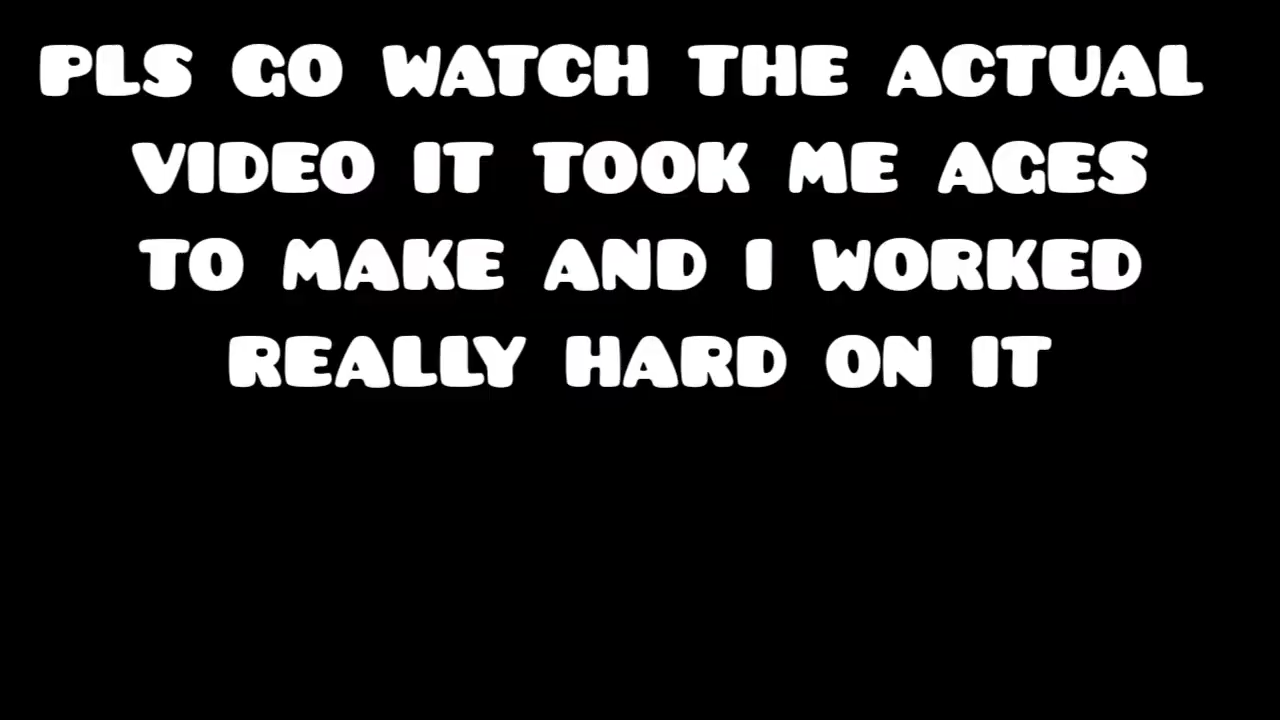 PLS GO WATCH THE ACTUAL
VIDEO IT TOOK ME AGES
TO MAKE AND I WORKED
REALLY HARD ON IT